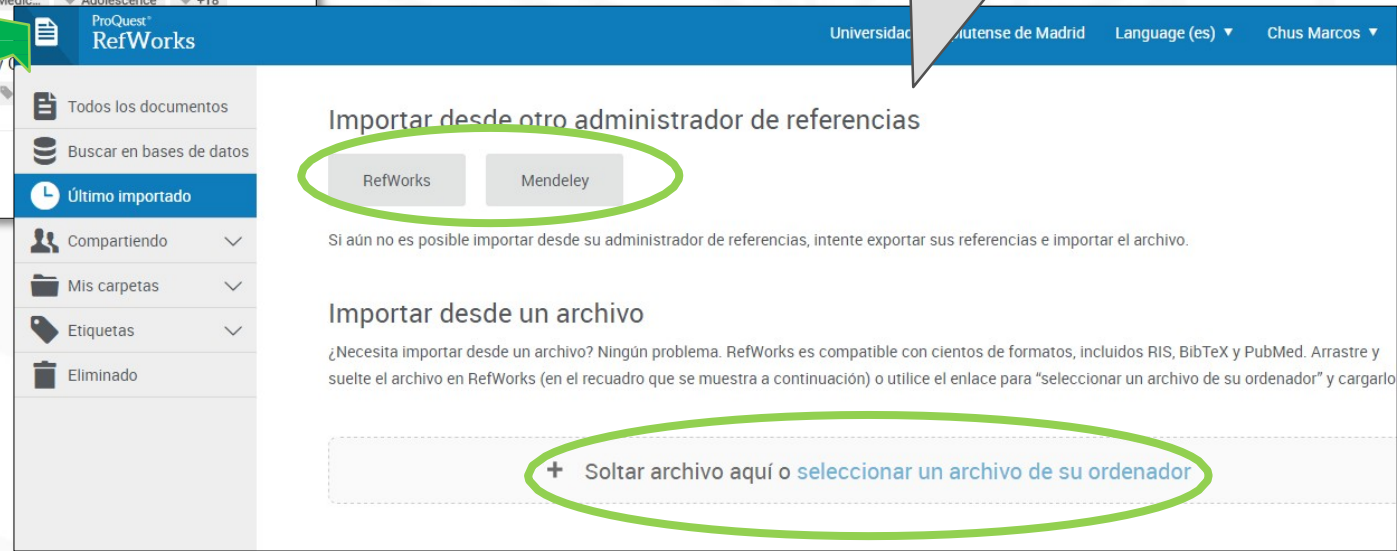 Adolescence +18
ProQuest®
RefWorks
Language (es) Chus Marcos
de Madrid
Todos los documentos
Buscar en bases de datos
Último importado
Compartiendo
Mis carpetas
Etiquetas
Eliminado
Importar desde otro administrador de referencias
RefWorks Mendeley
Si aún no es posible importar desde su administrador de referencias, intente exportar sus referencias e importar el archivo.
Importar desde un archivo
¿Necesita importar desde un archivo? Ningún problema. RefWorks es compatible con cientos de formatos, incluidos RIS, BibTeX y PubMed. Arrastre y
suelte el archivo en RefWorks (en el recuadro que se muestra a continuación) o utilice el enlace para “seleccionar un archivo de su ordenador” y cargarlo
+ Soltar archivo aquí o seleccionar un archivo de su ordenador